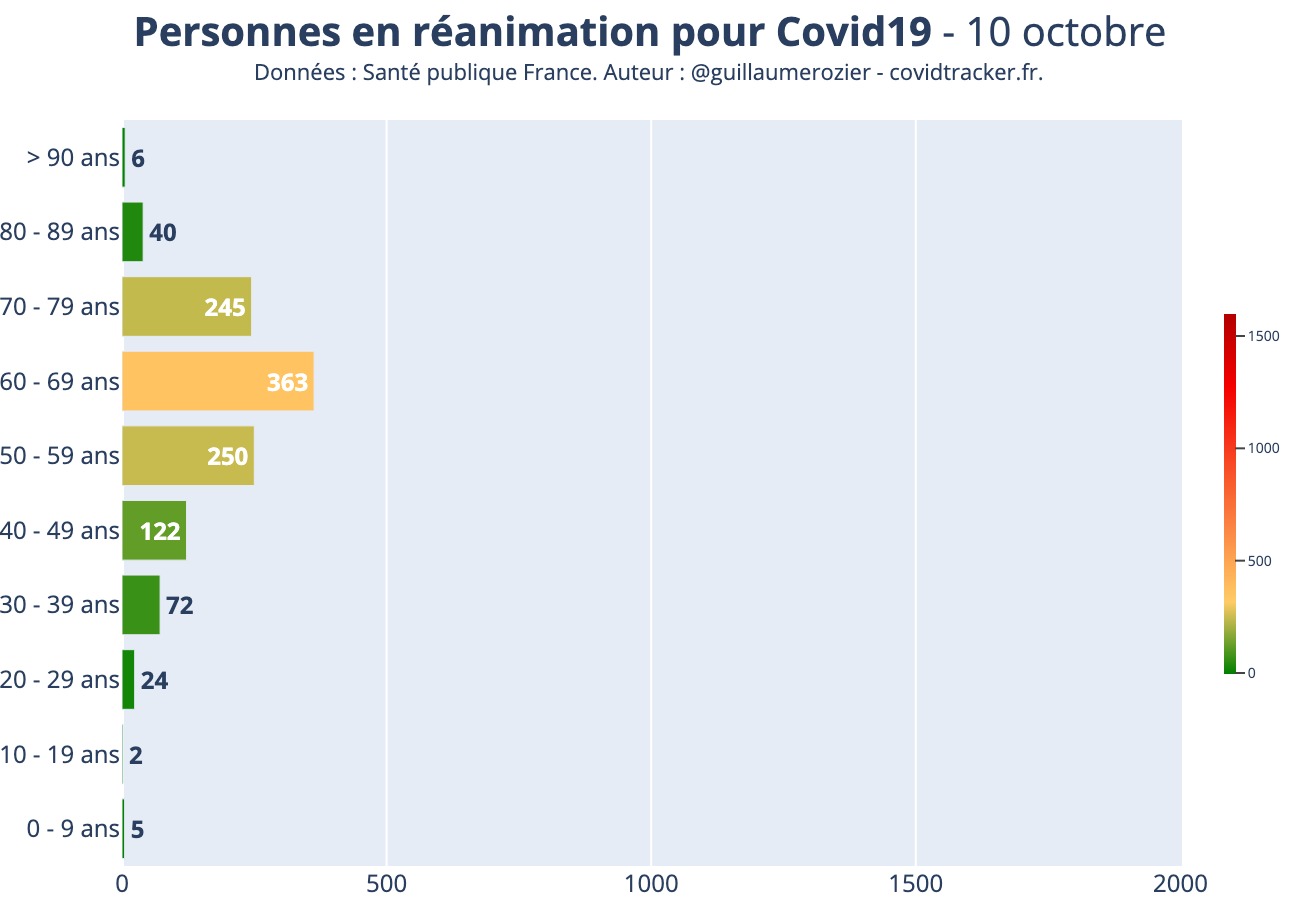 Personnes en réanimation pour Covid19 - 10 octobre
Données : Santé publique France. Auteur : @guillaumerozier - covidtracker.fr.
> 90 ans 6
80 - 89 ans 40
70 - 79 ans 245
60 - 69 ans 363
50 - 59 ans 250
40 - 49 ans 122
30 - 39 ans 72
20 - 29 ans 24
10 - 19 ans 2
0 - 9 ans 5
0 500 1000 1500 2000
1500
1000
500
0